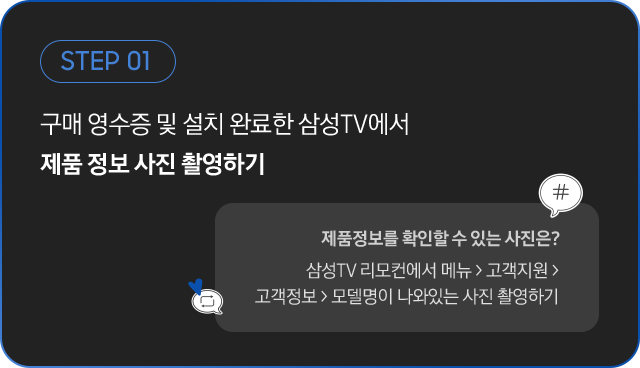 STEP 01
구매 영수증 및 설치 완료한 삼성TV에서
제품 정보 사진 촬영하기
#
제품정보를 확인할 수 있는 사진은?
삼성TV 리모컨에서 메뉴 > 고객지원 >
고객정보 > 모델명이 나와있는 사진 촬영하기